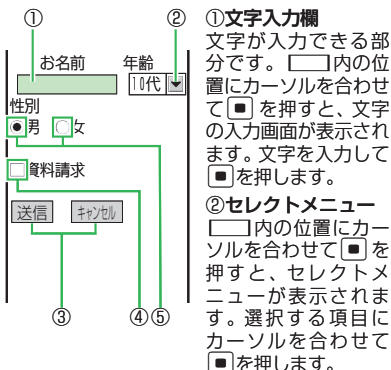 ① ②
お名前 年齢
10代
性別
男 女
資料請求
送信 キャンセル
③ ④⑤
①文字入力欄
文字が入力できる部
分です。 内の位
置にカーソルを合わせ
て を押すと、文字
の入力画面が表示され
ます。文字を入力して
を押します。
②セレクトメニュー
内の位置にカー
ソルを合わせて を
押すと、セレクトメ
ニューが表示されま
す。選択する項目に
カーソルを合わせて
を押します。